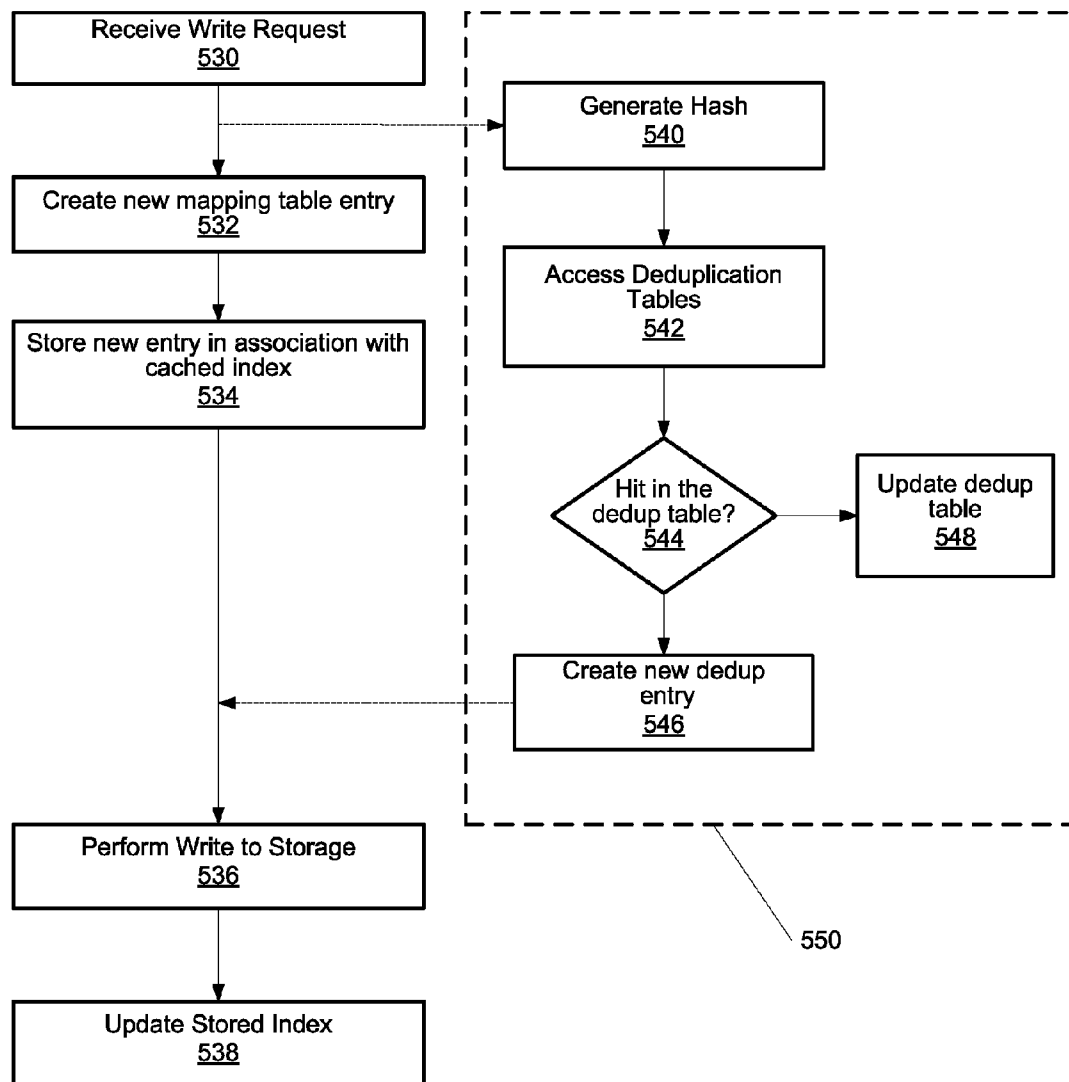 Receive Write Request
530
Create new mapping table entry
532
Store new entry in association with
cached index
534
Perform Write to Storage
536
Update Stored Index
538
Generate Hash
540
Access Deduplication
Tables
542
Hit in the
dedup table?
544
Update dedup
table
548
Create new dedup
entry
546
550